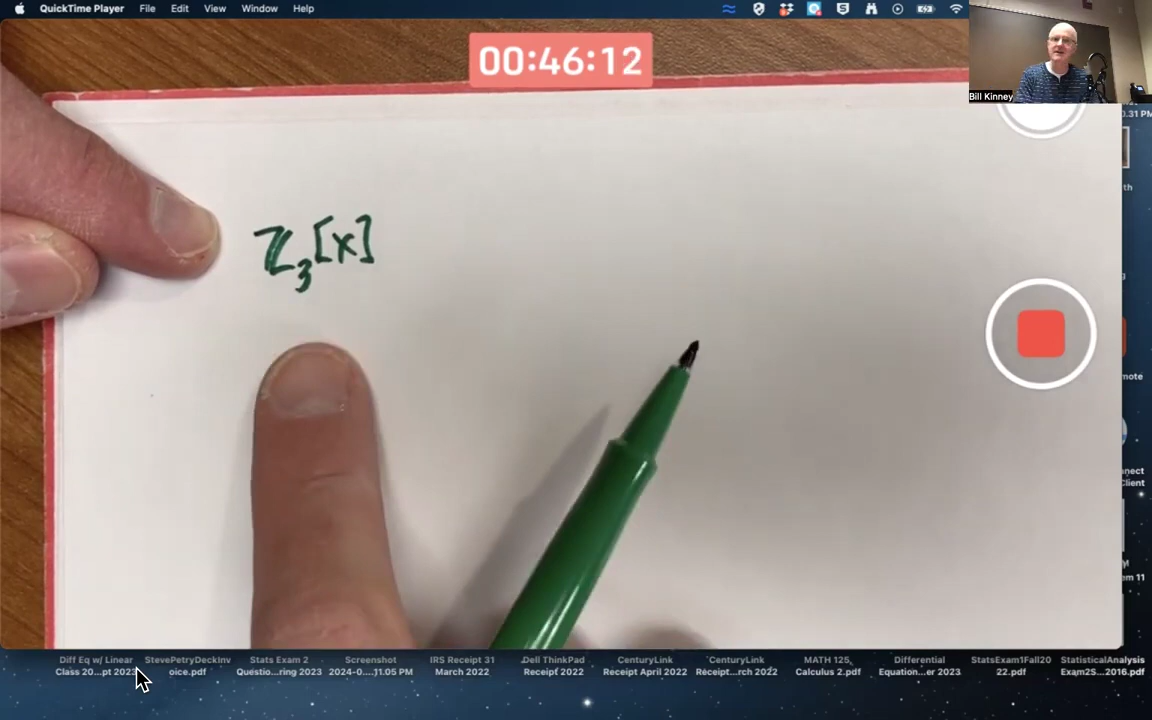 QuickTime Player File Edit View Window Help
00:46:12
Bill Kinney
ℤ₃[x]
Diff Eq w/ Linear
Class 20...pt 2023
StevePetryDeckInv
oice.pdf
Stats Exam 2
Questio...ring 2023
Screenshot
2024-0....11.05 PM
IRS Receipt 31
March 2022
Dell ThinkPad
Receipt 2022
CenturyLink
Receipt April 2022
CenturyLink
Receipt...rch 2022
MATH 125,
Calculus 2.pdf
Differential
Equation...er 2023
StatsExam1Fall20
22.pdf
StatisticalAnalysis
Exam2S...2016.pdf